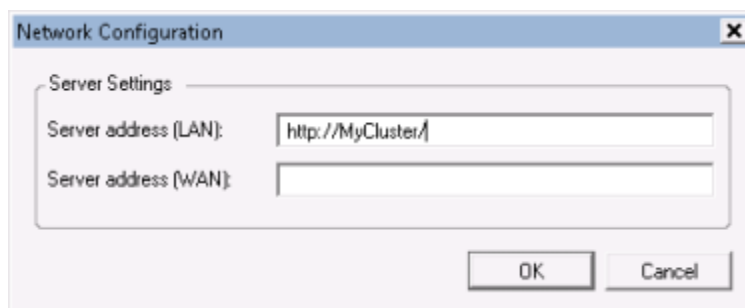 Network Configuration
Server Settings
Server address (LAN): http://MyCluster/
Server address (WAN):
OK Cancel